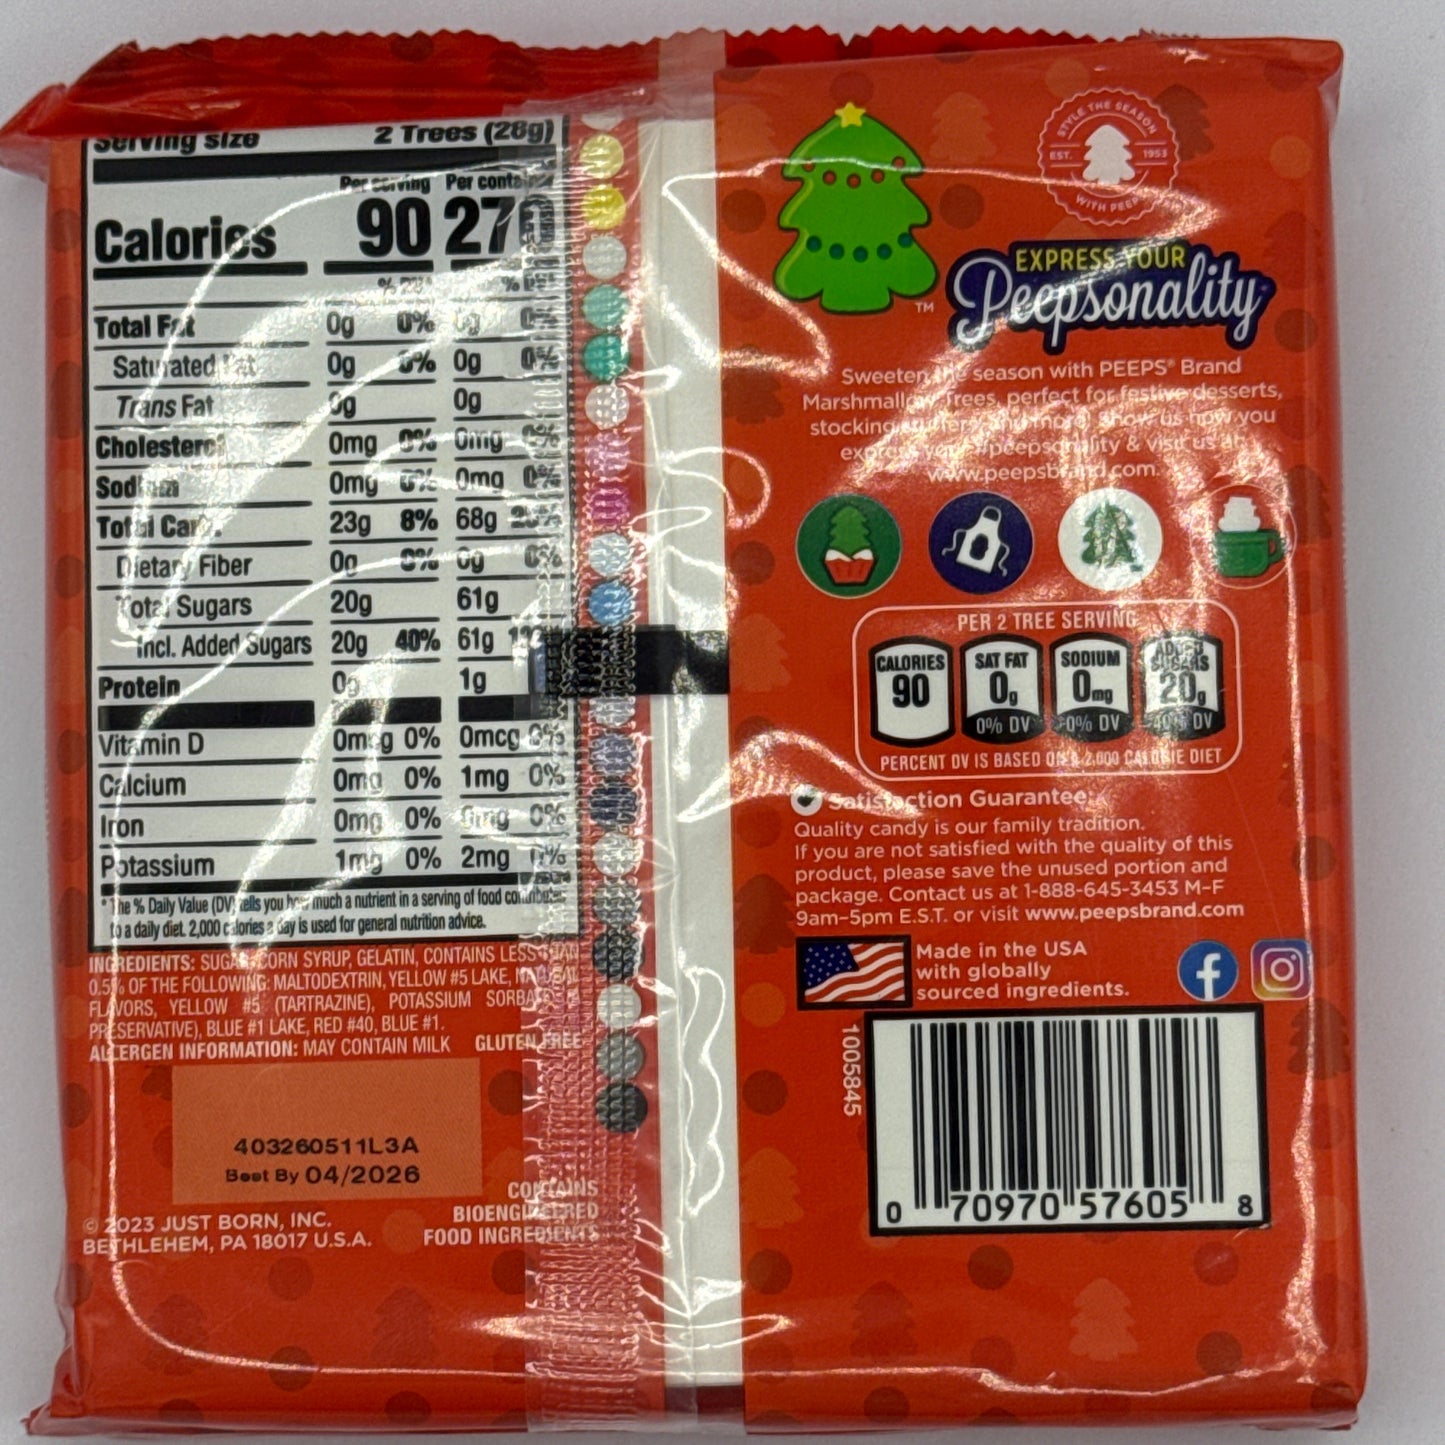 Serving size 2 Trees (28g)
Per serving Per container
Calories 90 27
% DV*
Total Fat 0g 0% 0g 0%
Saturated Fat 0g 0% 0g 0%
Trans Fat 0g 0g
Cholesterol 0mg 0% 0mg 0%
Sodium 0mg 0% 0mg 0%
Total Carb. 23g 8% 68g
Dietary Fiber 0g 0% 0g 0%
Total Sugars 20g 61g
Incl. Added Sugars 20g 40% 61g
Protein 0g 1g
Vitamin D 0mcg 0% 0mcg 0%
Calcium 0mg 0% 1mg 0%
Iron 0mg 0% 0mg 0%
Potassium 1mg 0% 2mg 0%
* The % Daily Value (DV) tells you how much a nutrient in a serving of food contributes
to a daily diet. 2,000 calories a day is used for general nutrition advice.
INGREDIENTS: SUGAR, CORN SYRUP, GELATIN, CONTAINS LESS THAN
0.5% OF THE FOLLOWING: MALTODEXTRIN, YELLOW #5 LAKE, NATURAL
FLAVORS, YELLOW #5 (TARTRAZINE), POTASSIUM SORBATE
PRESERVATIVE), BLUE #1 LAKE, RED #40, BLUE #1.
ALLERGEN INFORMATION: MAY CONTAIN MILK GLUTEN FREE
403260511L3A
Best By 04/2026
CONTAINS
BIOENGINEERED
FOOD INGREDIENTS
© 2023 JUST BORN, INC.
BETHLEHEM, PA 18017 U.S.A.
STYLE THE SEASON
EST. 1953
WITH PEEPS
TM
EXPRESS YOUR
Peepsonality
Sweeten the season with PEEPS® Brand
Marshmallow Trees, perfect for festive desserts,
stocking stuffers and more! Show us how you
express your #peepsonality & visit us at
www.peepsbrand.com.
PER 2 TREE SERVING
CALORIES 90
SAT FAT 0g 0% DV
SODIUM 0mg 0% DV
ADDED SUGARS 20g 40% DV
PERCENT DV IS BASED ON A 2,000 CALORIE DIET
Satisfaction Guarantee
Quality candy is our family tradition.
If you are not satisfied with the quality of this
product, please save the unused portion and
package. Contact us at 1-888-645-3453 M-F
9am-5pm E.S.T. or visit www.peepsbrand.com
Made in the USA
with globally
sourced ingredients.
1005845
0 70970 57605 8